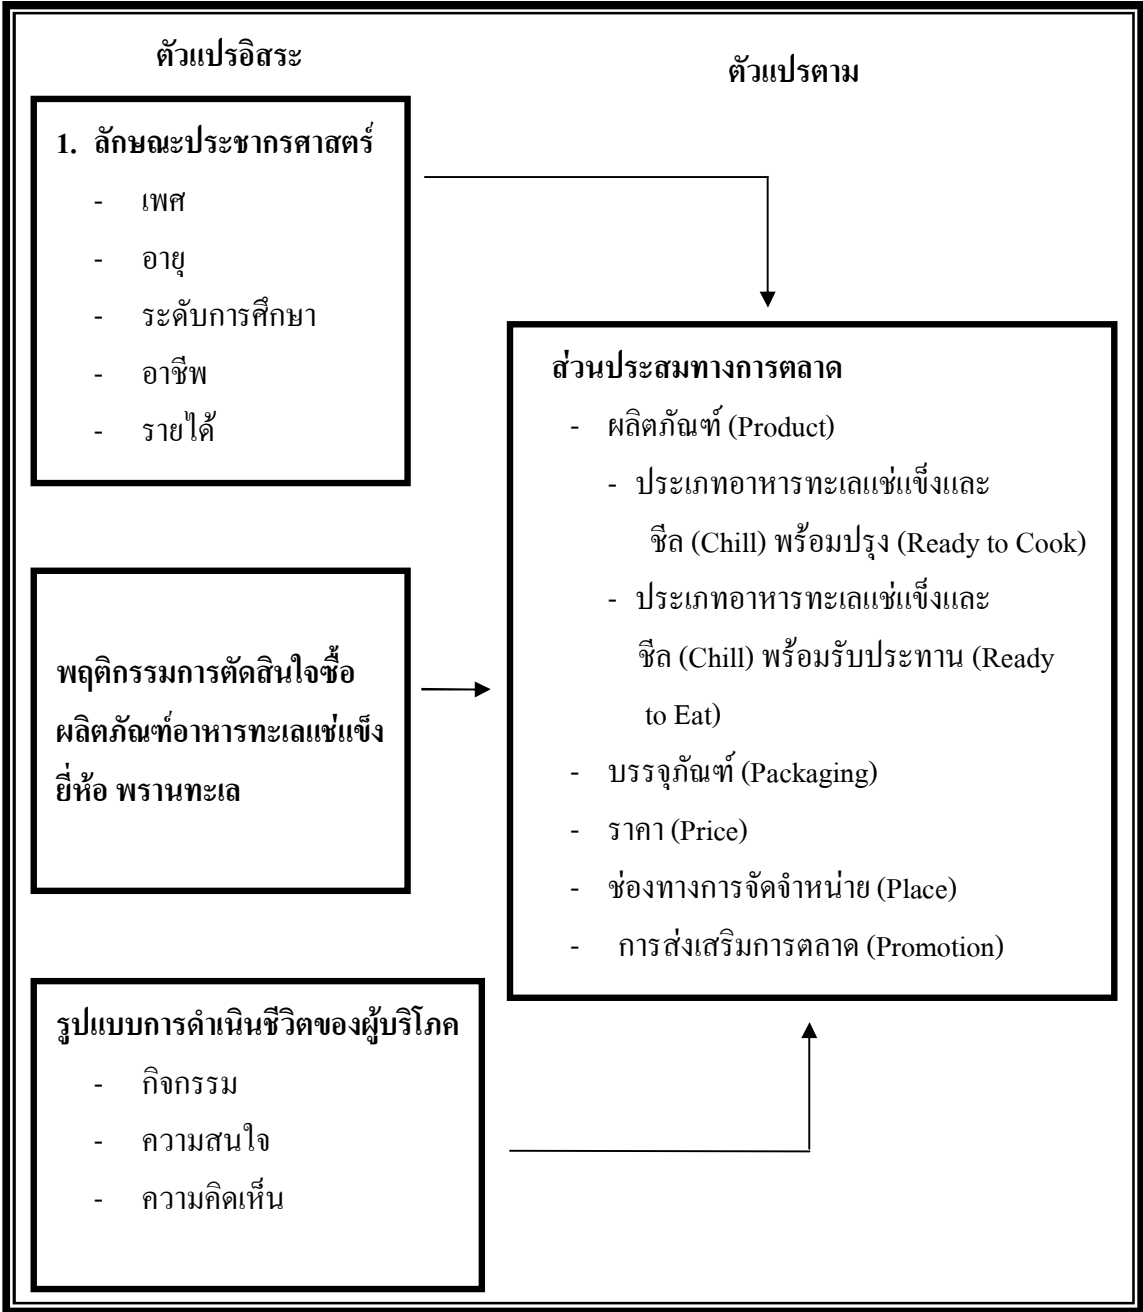 ตัวแปรอิสระ
ตัวแปรตาม
1. ลักษณะประชากรศาสตร์
- เพศ
- อายุ
- ระดับการศึกษา
- อาชีพ
- รายได้
พฤติกรรมการตัดสินใจซื้อ
ผลิตภัณฑ์อาหารทะเลแช่แข็ง
ยี่ห้อ พรานทะเล
รูปแบบการดำเนินชีวิตของผู้บริโภค
- กิจกรรม
- ความสนใจ
- ความคิดเห็น
ส่วนประสมทางการตลาด
- ผลิตภัณฑ์ (Product)
- ประเภทอาหารทะเลแช่แข็งและ
ชีล (Chill) พร้อมปรุง (Ready to Cook)
- ประเภทอาหารทะเลแช่แข็งและ
ชีล (Chill) พร้อมรับประทาน (Ready
to Eat)
- บรรจุภัณฑ์ (Packaging)
- ราคา (Price)
- ช่องทางการจัดจำหน่าย (Place)
- การส่งเสริมการตลาด (Promotion)